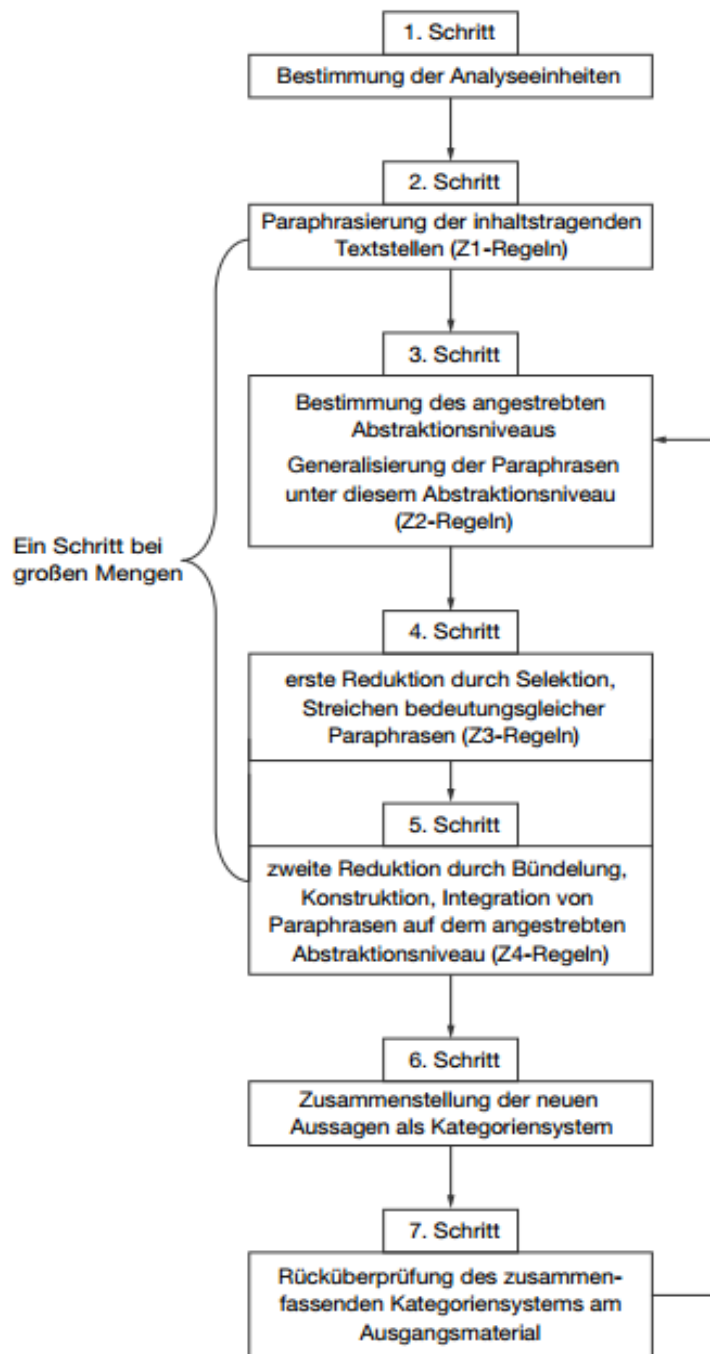 1. Schritt
Bestimmung der Analyseeinheiten
2. Schritt
Paraphrasierung der inhaltstragenden
Textstellen (Z1-Regeln)
3. Schritt
Bestimmung des angestrebten
Abstraktionsniveaus
Generalisierung der Paraphrasen
unter diesem Abstraktionsniveau
(Z2-Regeln)
Ein Schritt bei
großen Mengen
4. Schritt
erste Reduktion durch Selektion,
Streichen bedeutungsgleicher
Paraphrasen (Z3-Regeln)
5. Schritt
zweite Reduktion durch Bündelung,
Konstruktion, Integration von
Paraphrasen auf dem angestrebten
Abstraktionsniveau (Z4-Regeln)
6. Schritt
Zusammenstellung der neuen
Aussagen als Kategoriensystem
7. Schritt
Rücküberprüfung des zusammen-
fassenden Kategoriensystems am
Ausgangsmaterial